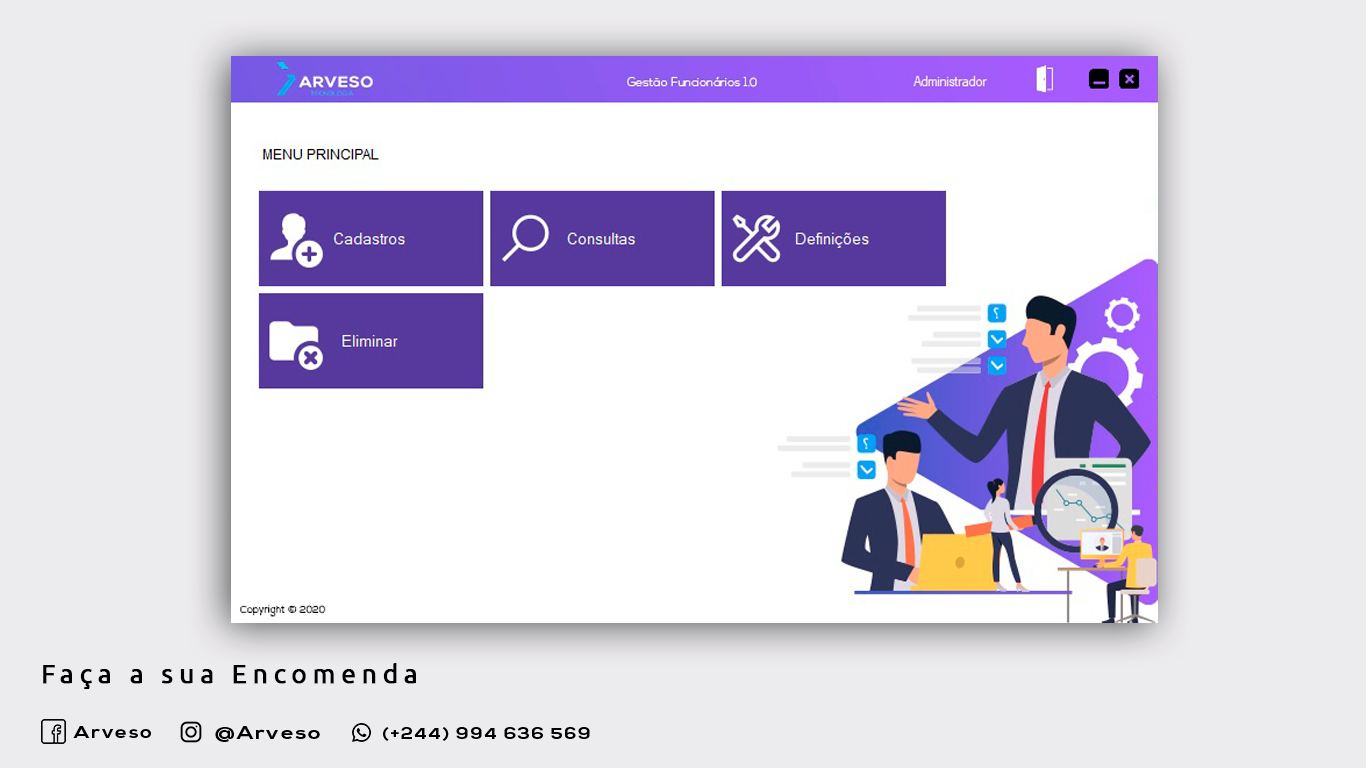 ARVESO
TECNOLOGIA
Gestão Funcionários 1.0
Administrador
MENU PRINCIPAL
Cadastros
Consultas
Definições
Eliminar
Copyright © 2020
Faça a sua Encomenda
Arveso
@Arveso
(+244) 994 636 569